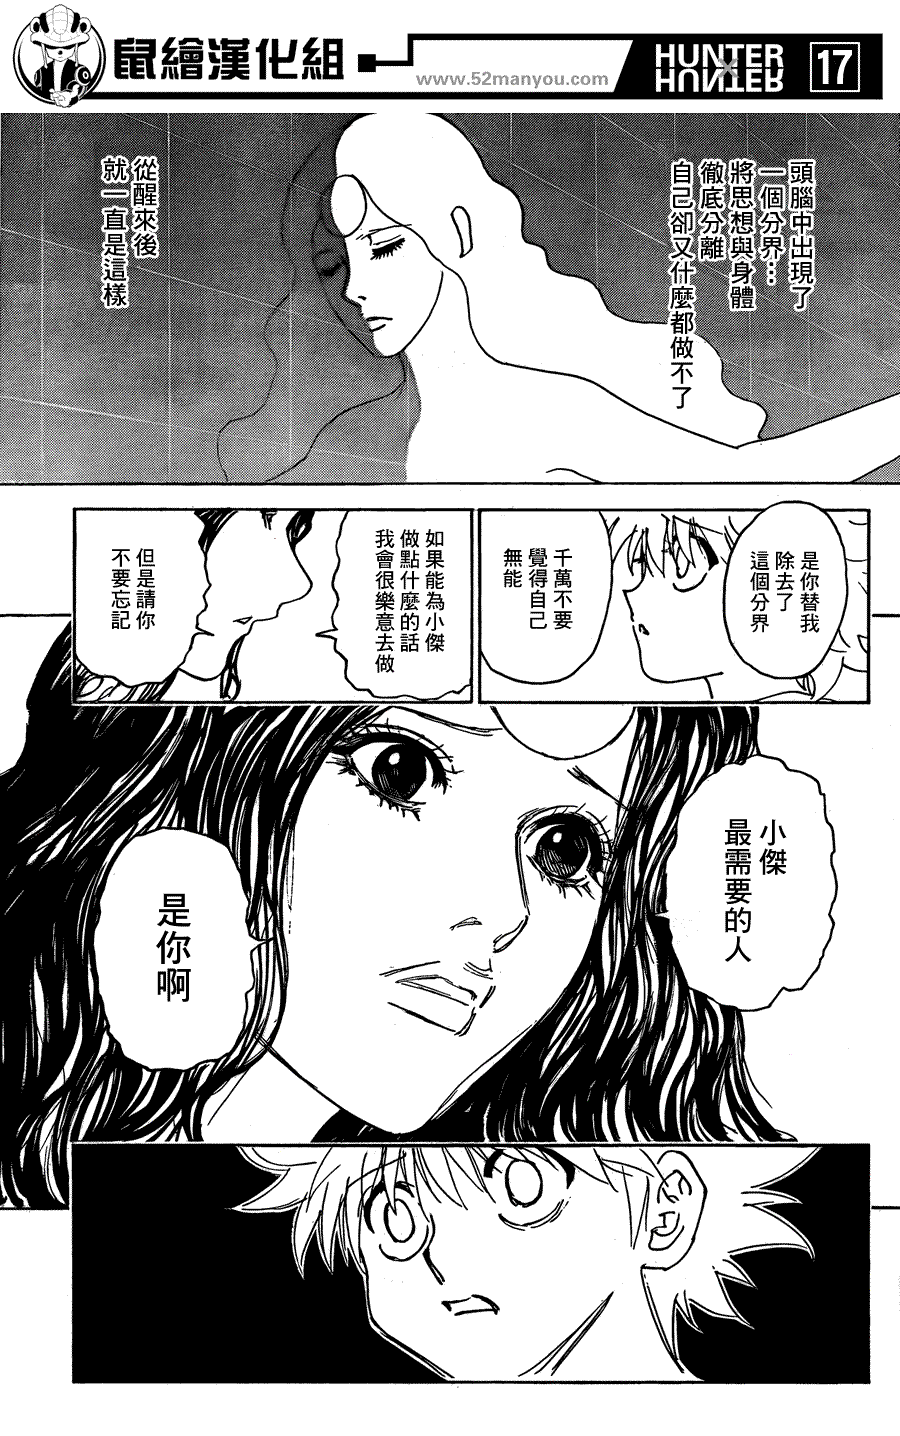 鼠繪漢化組
www.52manyou.com
HUNTER
×
HUNTER
17
頭腦中出現了
一個分界…
將思想與身體
徹底分離
自己卻又什麼都做不了
從醒來後
就一直是這樣
是你替我
除去了
這個分界
千萬不要
覺得自己
無能
如果能為小傑
做點什麼的話
我會很樂意去做
但是請你
不要忘記
小傑
最需要的人
是你啊